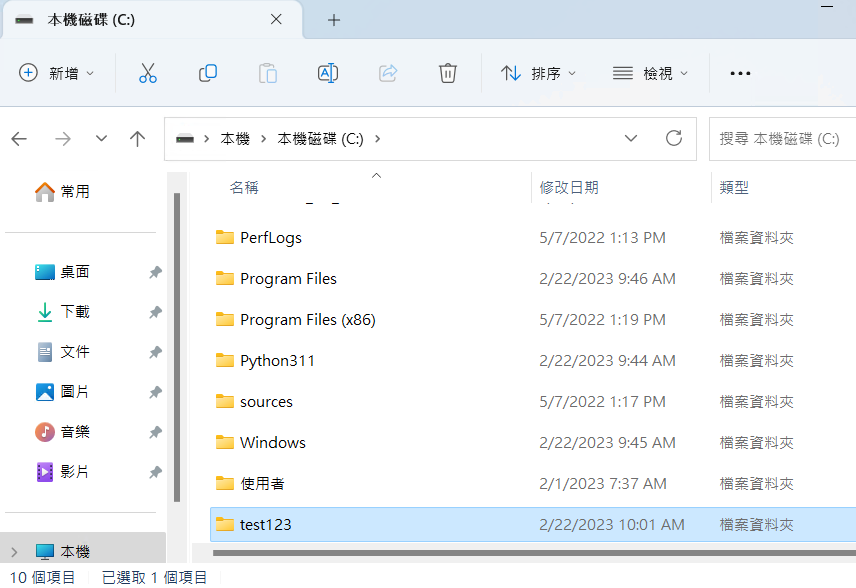 本機磁碟 (C:)
新增
排序
檢視
本機 本機磁碟 (C:)
搜尋 本機磁碟 (C:)
常用
桌面
下載
文件
圖片
音樂
影片
本機
名稱 修改日期 類型
PerfLogs 5/7/2022 1:13 PM 檔案資料夾
Program Files 2/22/2023 9:46 AM 檔案資料夾
Program Files (x86) 5/7/2022 1:19 PM 檔案資料夾
Python311 2/22/2023 9:44 AM 檔案資料夾
sources 5/7/2022 1:17 PM 檔案資料夾
Windows 2/22/2023 9:45 AM 檔案資料夾
使用者 2/1/2023 7:37 AM 檔案資料夾
test123 2/22/2023 10:01 AM 檔案資料夾
10 個項目 已選取 1 個項目